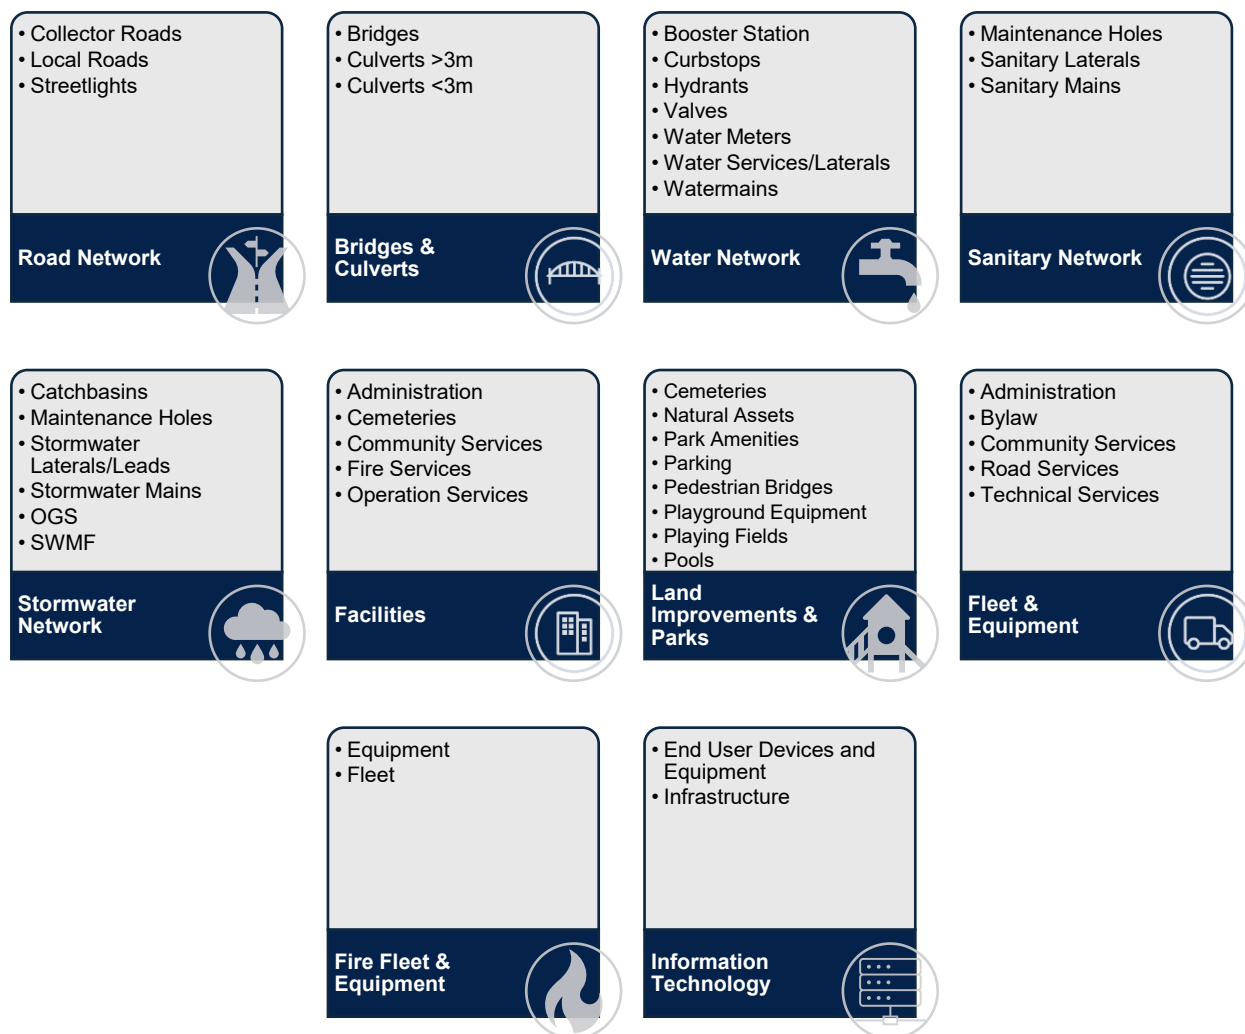 • Collector Roads
• Local Roads
• Streetlights
Road Network
• Bridges
• Culverts >3m
• Culverts <3m
Bridges &
Culverts
• Booster Station
• Curbstops
• Hydrants
• Valves
• Water Meters
• Water Services/Laterals
• Watermains
Water Network
• Maintenance Holes
• Sanitary Laterals
• Sanitary Mains
Sanitary Network
• Catchbasins
• Maintenance Holes
• Stormwater
Laterals/Leads
• Stormwater Mains
• OGS
• SWMF
Stormwater
Network
• Administration
• Cemeteries
• Community Services
• Fire Services
• Operation Services
Facilities
• Cemeteries
• Natural Assets
• Park Amenities
• Parking
• Pedestrian Bridges
• Playground Equipment
• Playing Fields
• Pools
Land
Improvements &
Parks
• Administration
• Bylaw
• Community Services
• Road Services
• Technical Services
Fleet &
Equipment
• Equipment
• Fleet
Fire Fleet &
Equipment
• End User Devices and
Equipment
• Infrastructure
Information
Technology